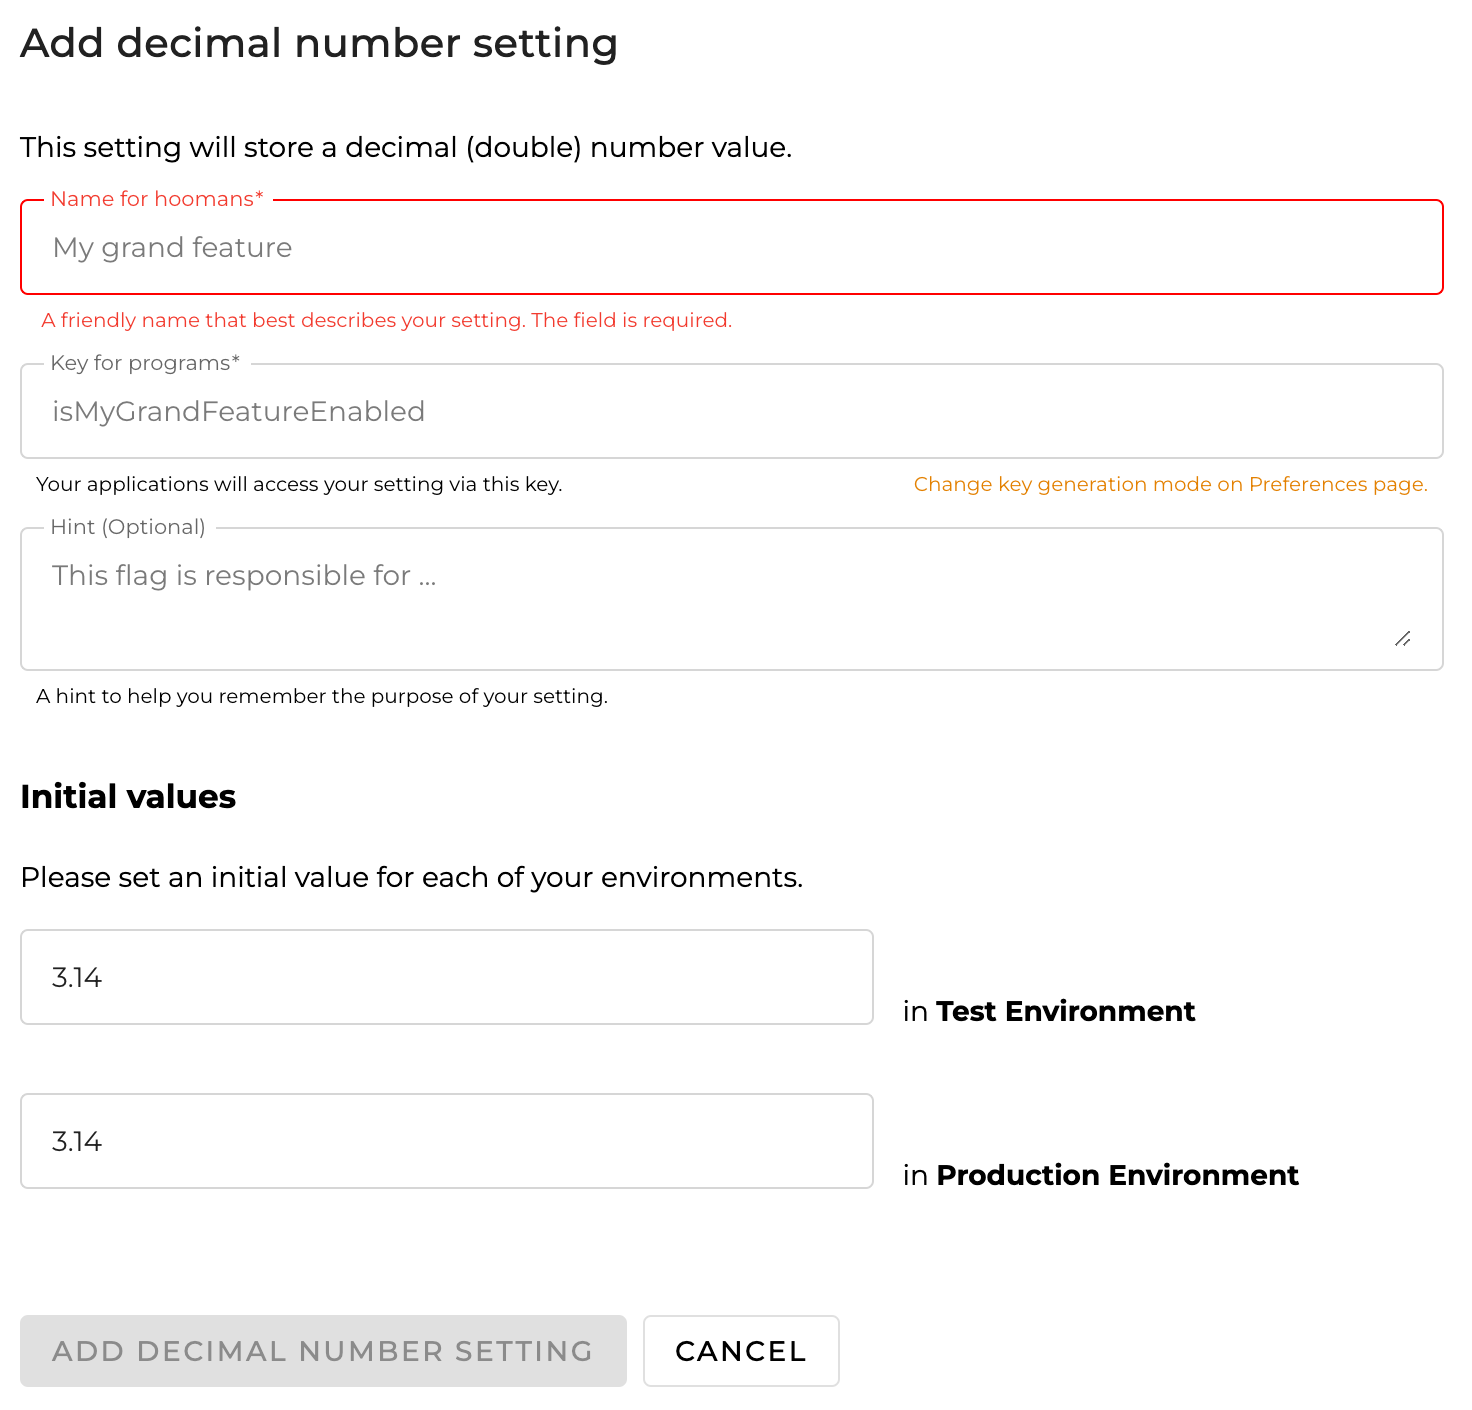 Add decimal number setting
This setting will store a decimal (double) number value.
Name for hoomans*
My grand feature
A friendly name that best describes your setting. The field is required.
Key for programs*
isMyGrandFeatureEnabled
Your applications will access your setting via this key.
Change key generation mode on Preferences page.
Hint (Optional)
This flag is responsible for ...
A hint to help you remember the purpose of your setting.
Initial values
Please set an initial value for each of your environments.
3.14
in Test Environment
3.14
in Production Environment
ADD DECIMAL NUMBER SETTING
CANCEL